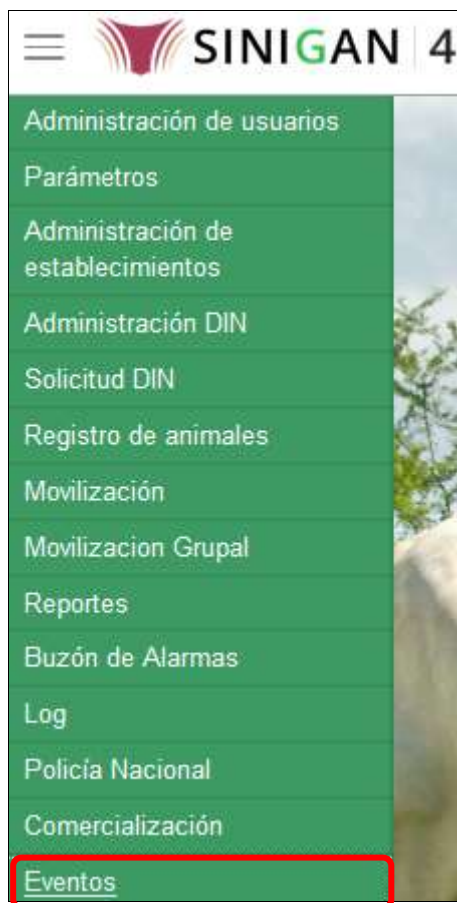 SINIGAN 4
Administración de usuarios
Parámetros
Administración de
establecimientos
Administración DIN
Solicitud DIN
Registro de animales
Movilización
Movilizacion Grupal
Reportes
Buzón de Alarmas
Log
Policía Nacional
Comercialización
Eventos